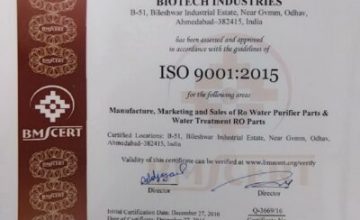 BIOTECH INDUSTRIES
B-51, Bileshwar Industrial Estate, Near Gvmm, Odhav,
Ahmedabad-382415, India
has been assessed and approved
in accordance with the guidelines of
ISO 9001:2015
for the following areas
Manufacture, Marketing and Sales of Ro Water Purifier Parts &
Water Treatment RO Parts
BMSCERT
Certified Locations: B-51, Bileshwar Industrial Estate, Near Gvmm, Odhav,
Ahmedabad-382415, India
Validity of this certificate can be verified at www.bmscert.org/verify
Director
Initial Certification Date: December 27, 2016
Q-3669/16